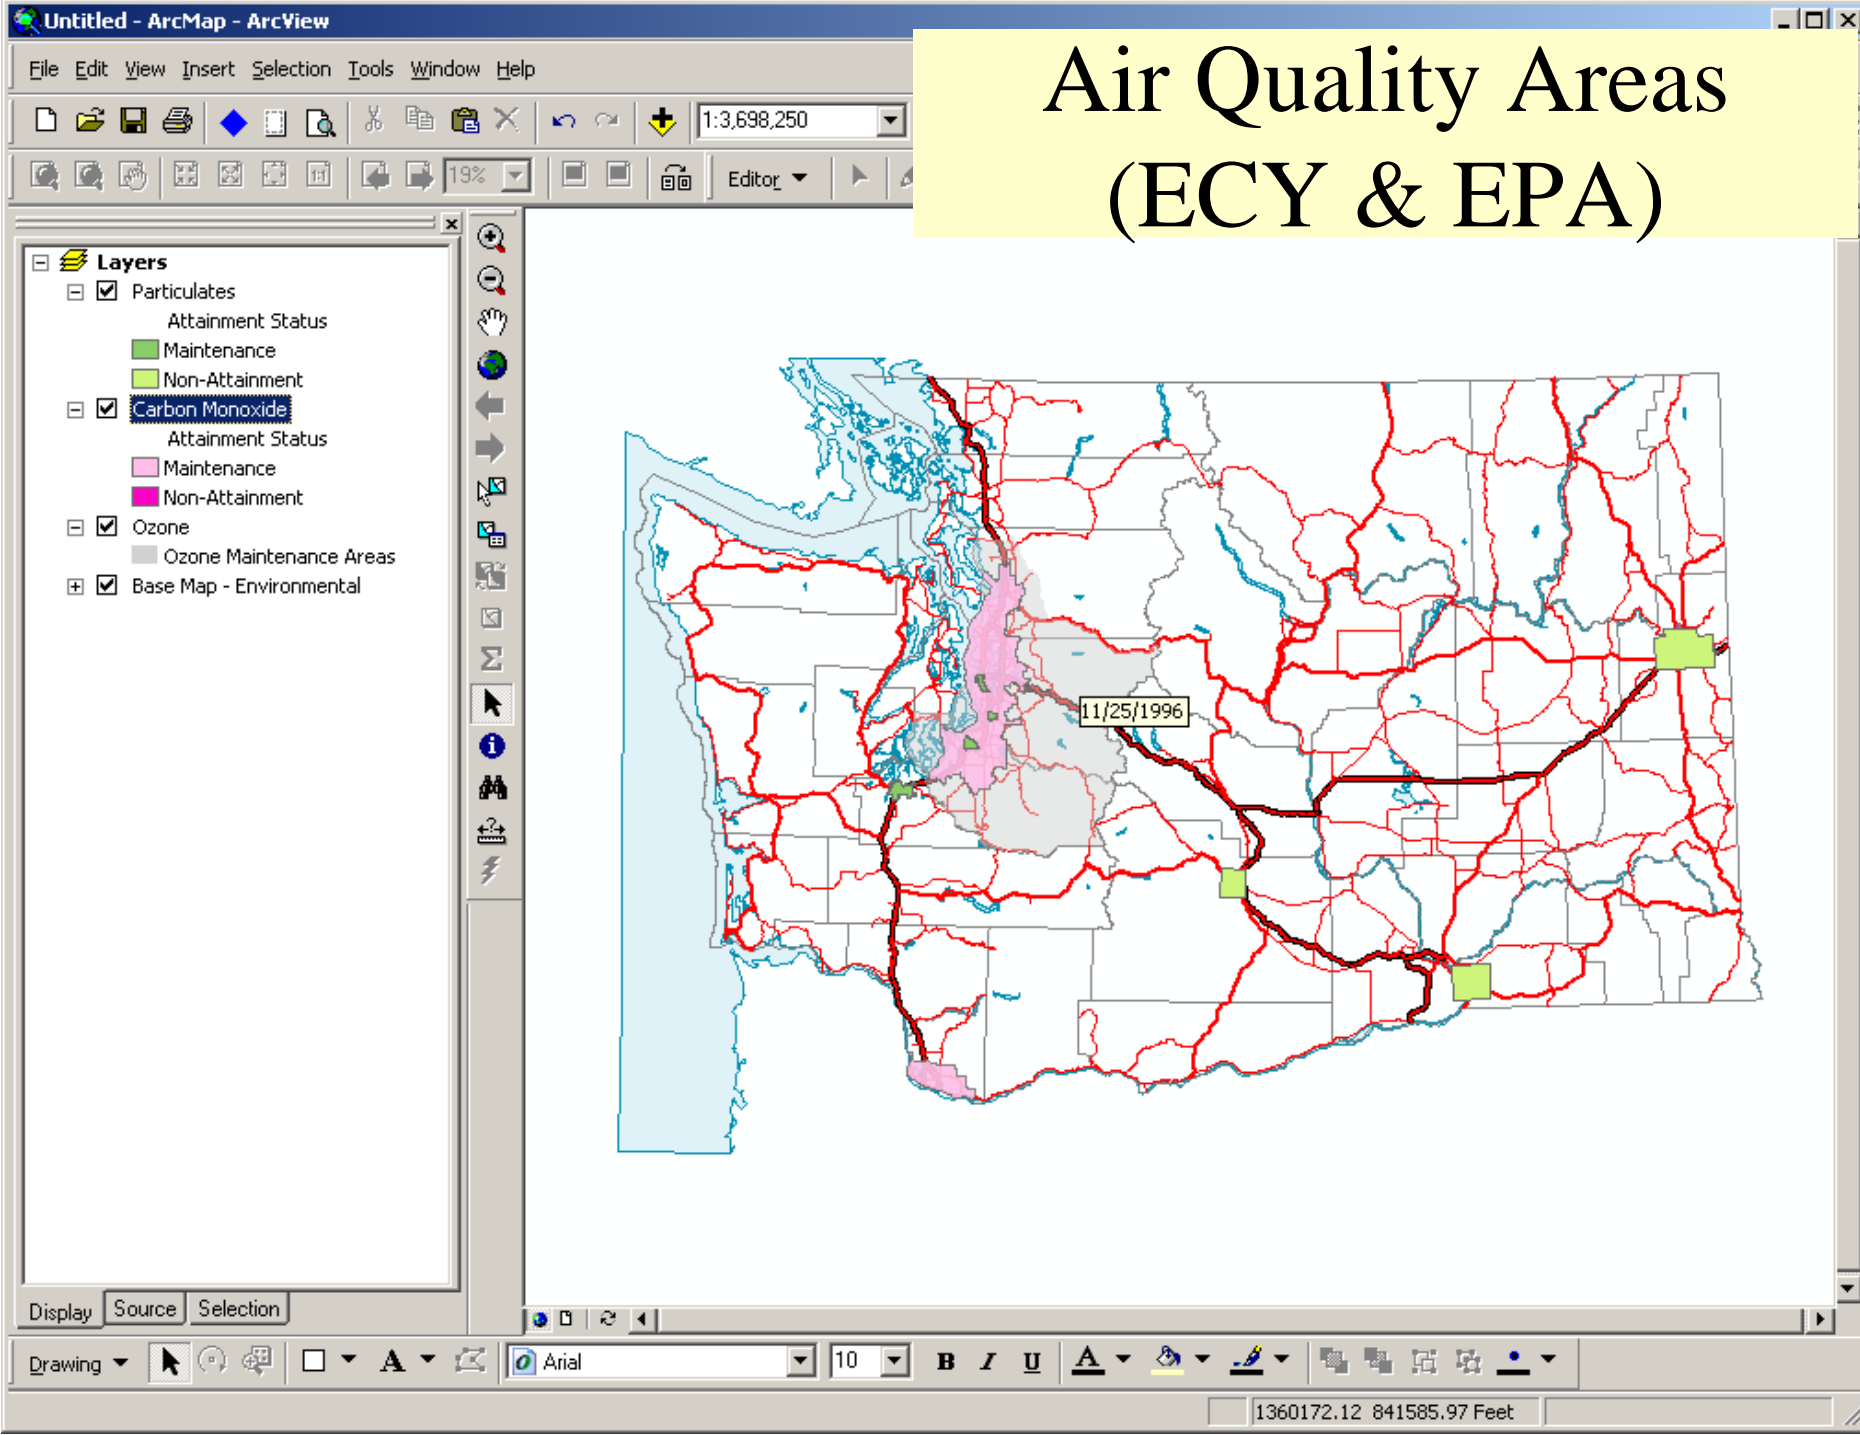 Untitled - ArcMap - ArcView
Air Quality Areas
(ECY & EPA)
File Edit View Insert Selection Tools Window Help
1:3,698,250
19%
Editor
Layers
Particulates
Attainment Status
Maintenance
Non-Attainment
Carbon Monoxide
Attainment Status
Maintenance
Non-Attainment
Ozone
Ozone Maintenance Areas
Base Map - Environmental
11/25/1996
Display Source Selection
Drawing A Arial 10 B I U A
1360172.12 841585.97 Feet